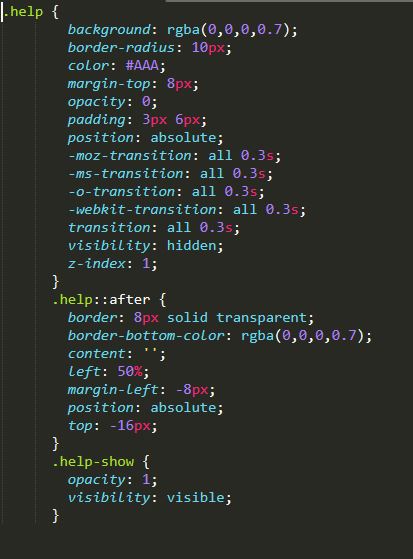 .help {
background: rgba(0,0,0,0.7);
border-radius: 10px;
color: #AAA;
margin-top: 8px;
opacity: 0;
padding: 3px 6px;
position: absolute;
-moz-transition: all 0.3s;
-ms-transition: all 0.3s;
-o-transition: all 0.3s;
-webkit-transition: all 0.3s;
transition: all 0.3s;
visibility: hidden;
z-index: 1;
}
.help::after {
border: 8px solid transparent;
border-bottom-color: rgba(0,0,0,0.7);
content: '';
left: 50%;
margin-left: -8px;
position: absolute;
top: -16px;
}
.help-show {
opacity: 1;
visibility: visible;
}